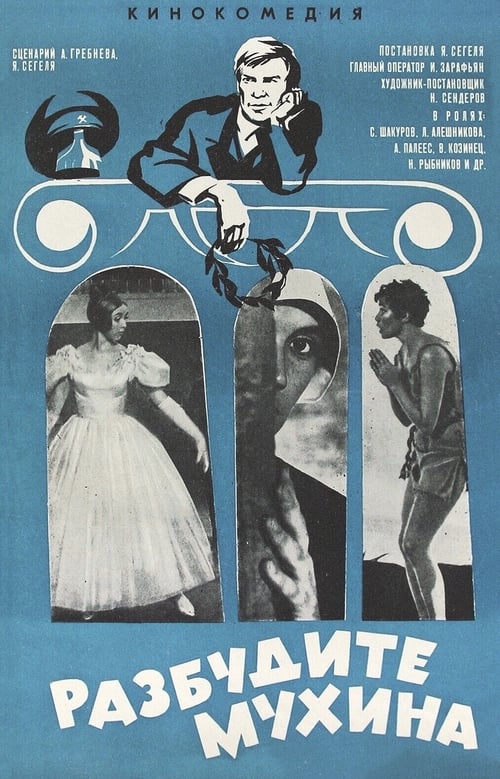 КИНОКОМЕДИЯ
СЦЕНАРИЙ А. ГРЕБНЕВА,
Я. СЕГЕЛЯ
ПОСТАНОВКА Я. СЕГЕЛЯ
ГЛАВНЫЙ ОПЕРАТОР И. ЗАРАФЬЯН
ХУДОЖНИК-ПОСТАНОВЩИК
Н. СЕНДЕРОВ
В РОЛЯХ:
С. ШАКУРОВ, Л. АЛЕШНИКОВА,
А. ПАЛЕЕС, В. КОЗИНЕЦ,
Н. РЫБНИКОВ И ДР.
РАЗБУДИТЕ
МУХИНА